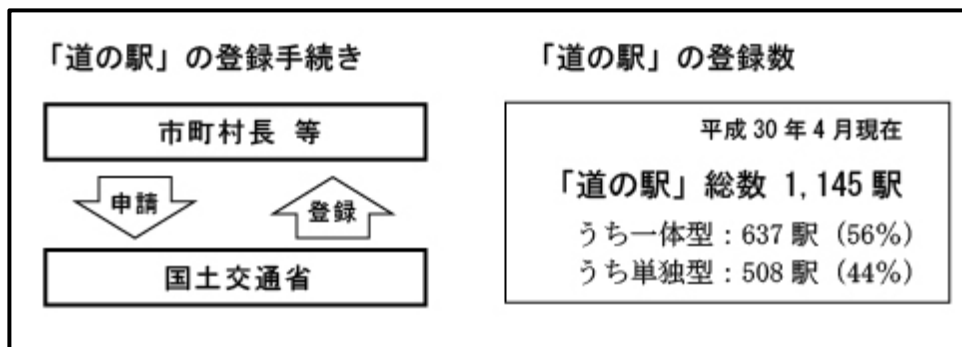 「道の駅」の登録手続き
市町村長 等
申請
登録
国土交通省
「道の駅」の登録数
平成 30 年 4 月現在
「道の駅」総数 1,145 駅
うち一体型：637 駅（56%）
うち単独型：508 駅（44%）